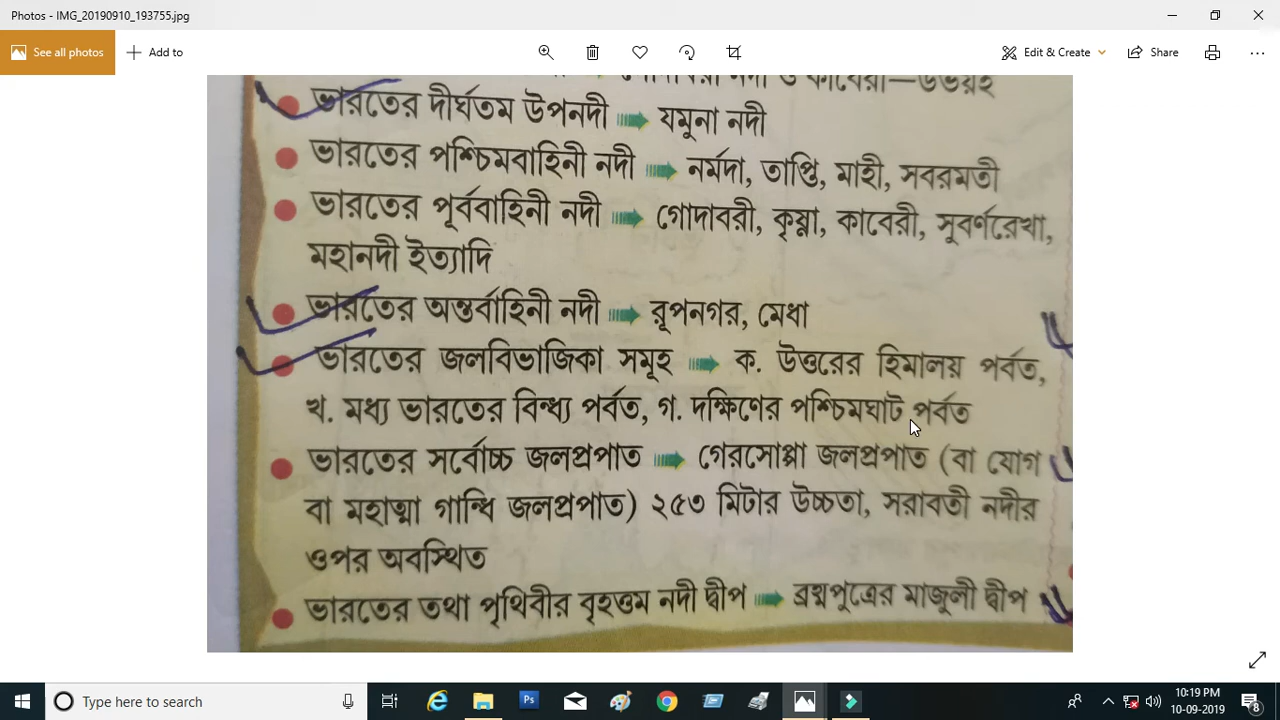 Photos - IMG_20190910_193755.jpg
See all photos
Add to
Edit & Create
Share
নদী ও কাবেরী—উভয়ই
ভারতের দীর্ঘতম উপনদী ➠ যমুনা নদী
ভারতের পশ্চিমবাহিনী নদী ➠ নর্মদা, তাপ্তি, মাহী, সবরমতী
ভারতের পূর্ববাহিনী নদী ➠ গোদাবরী, কৃষ্ণা, কাবেরী, সুবর্ণরেখা,
মহানদী ইত্যাদি
ভারতের অন্তর্বাহিনী নদী ➠ রূপনগর, মেধা
ভারতের জলবিভাজিকা সমূহ ➠ ক. উত্তরের হিমালয় পর্বত,
খ. মধ্য ভারতের বিন্ধ্য পর্বত, গ. দক্ষিণের পশ্চিমঘাট পর্বত
ভারতের সর্বোচ্চ জলপ্রপাত ➠ গেরসোপ্পা জলপ্রপাত (বা যোগ
বা মহাত্মা গান্ধি জলপ্রপাত) ২৫৩ মিটার উচ্চতা, সরাবতী নদীর
ওপর অবস্থিত
ভারতের তথা পৃথিবীর বৃহত্তম নদী দ্বীপ ➠ ব্রহ্মপুত্রের মাজুলী দ্বীপ
Type here to search
10:19 PM
10-09-2019
8